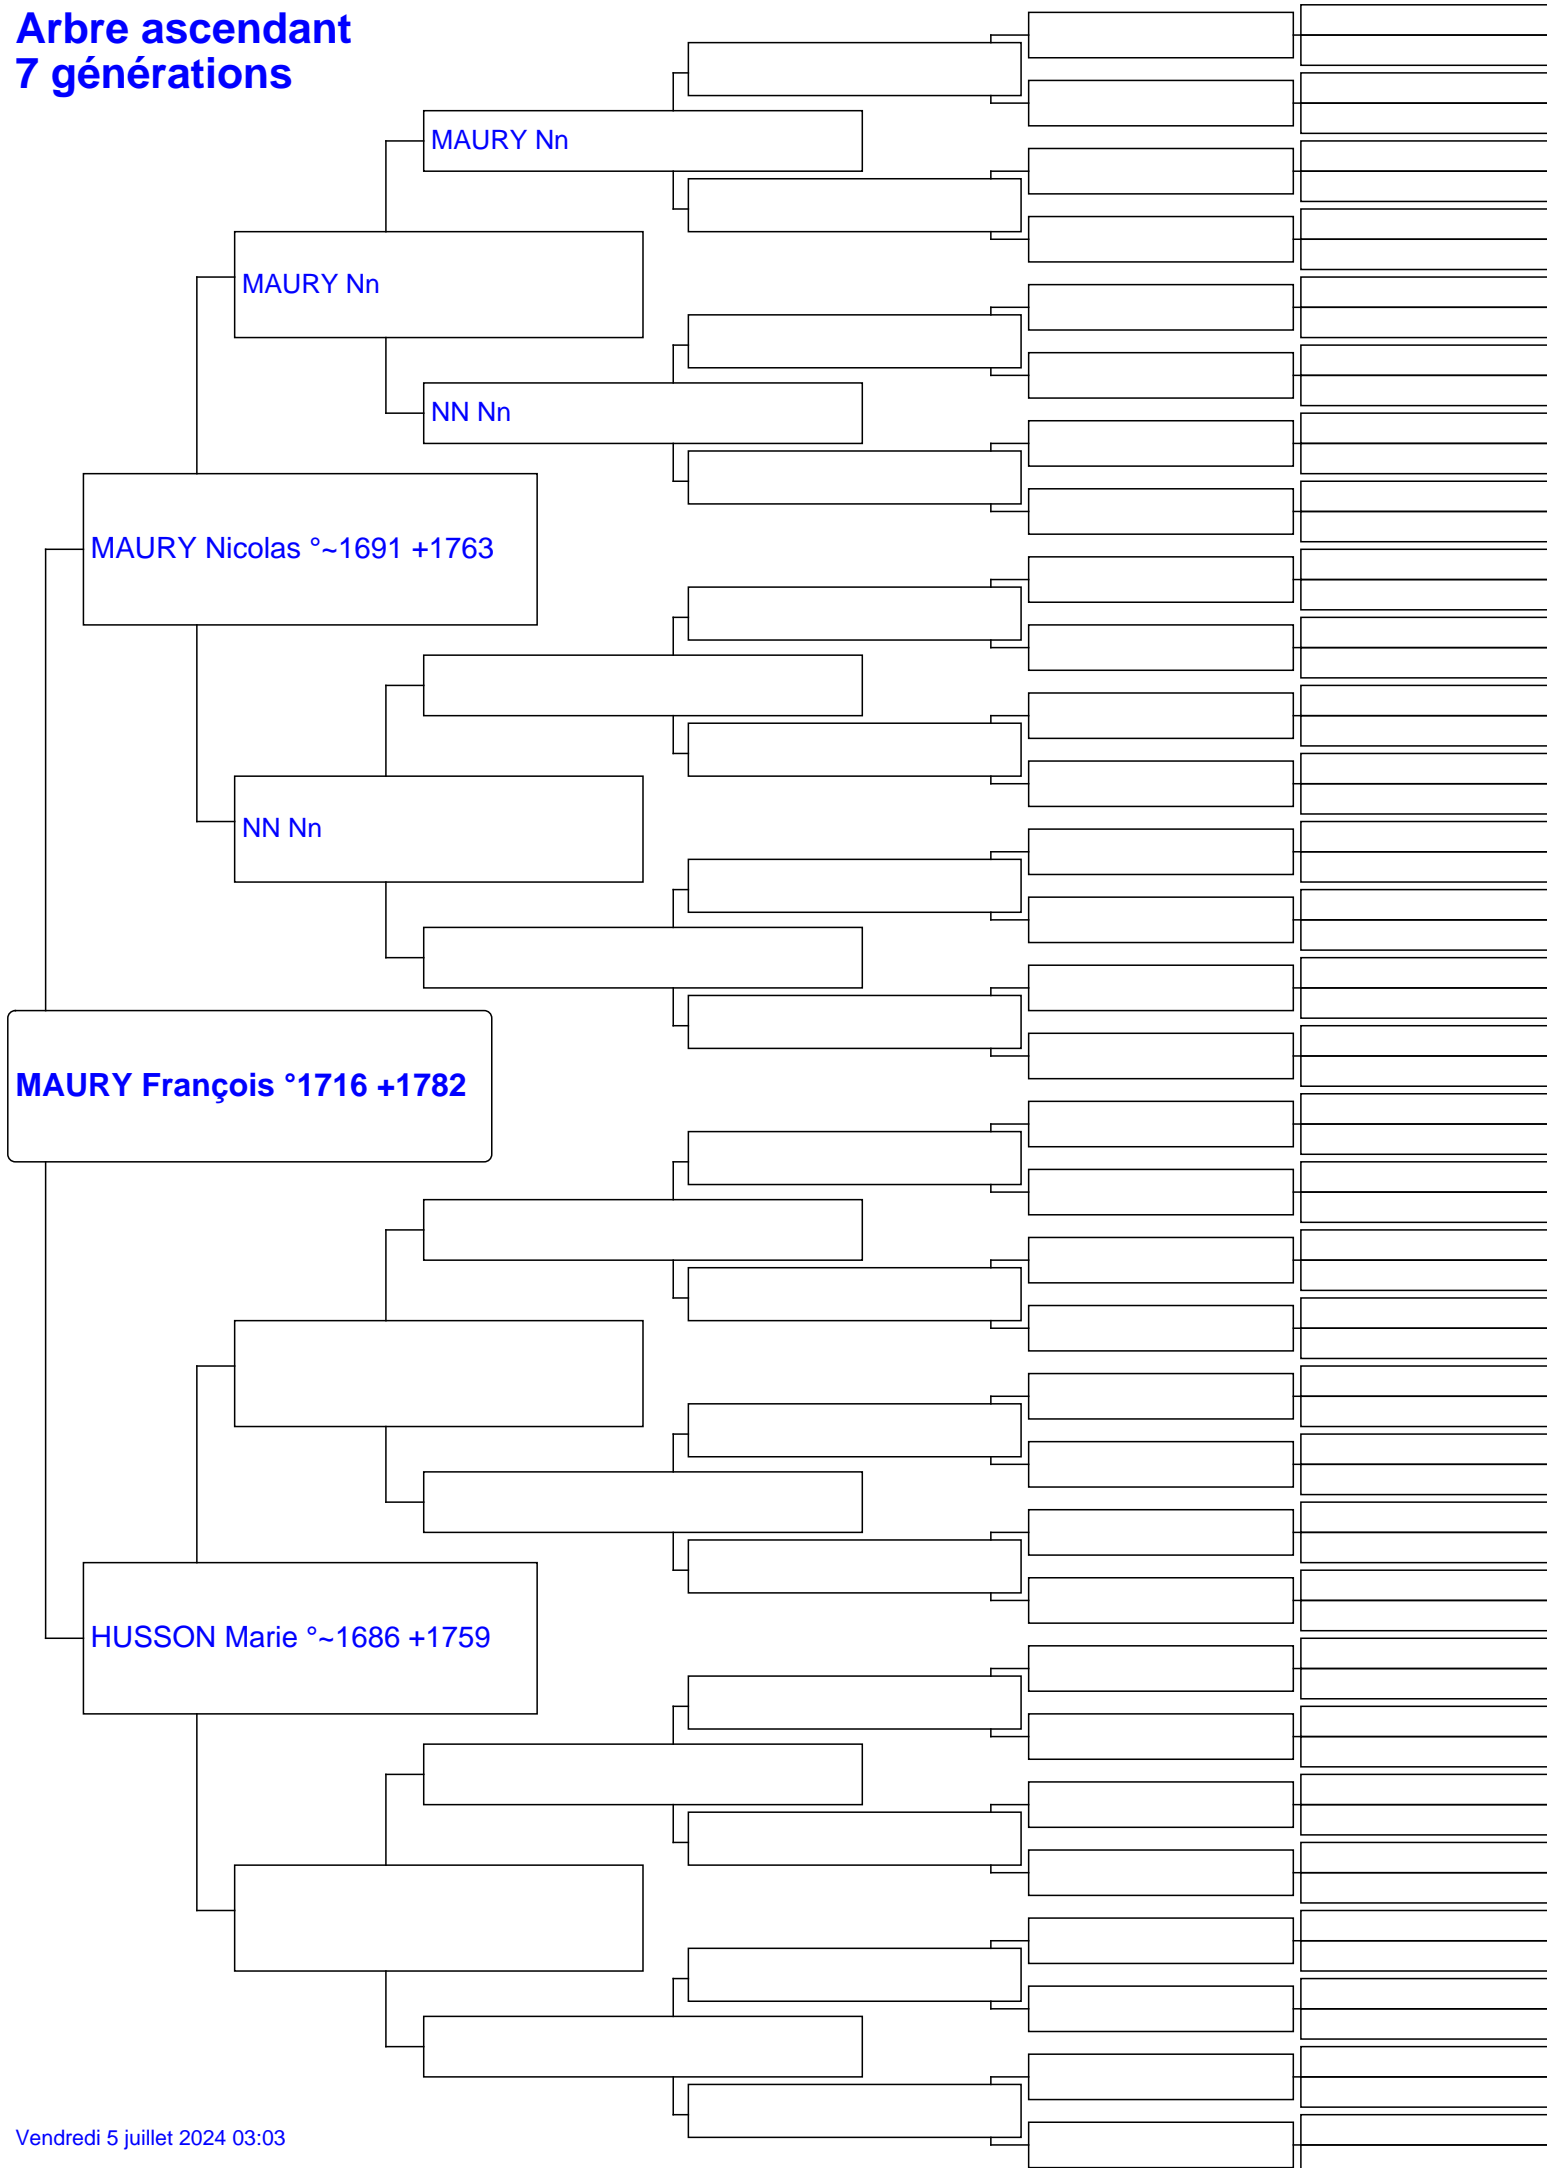 Arbre ascendant
7 générations
MAURY Nn
MAURY Nn
NN Nn
MAURY Nicolas °~1691 +1763
NN Nn
MAURY François °1716 +1782
HUSSON Marie °~1686 +1759
Vendredi 5 juillet 2024 03:03